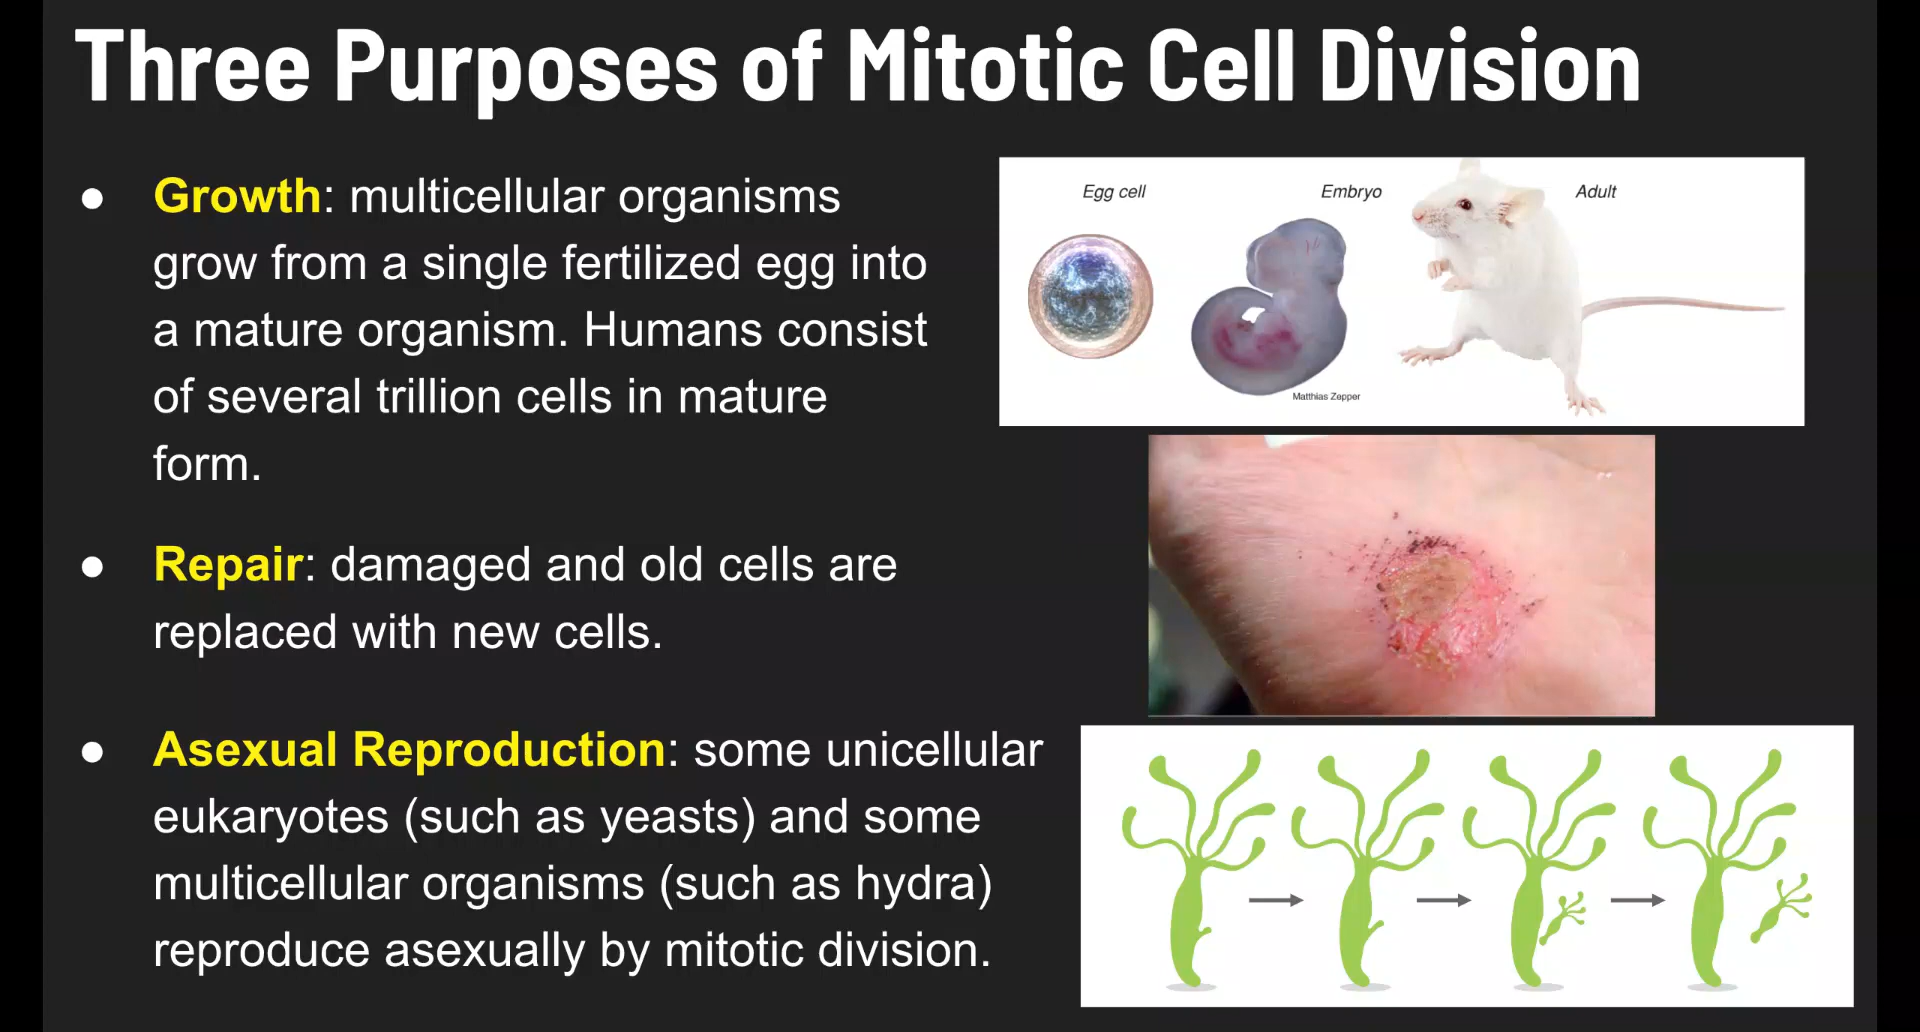 Three Purposes of Mitotic Cell Division
● Growth: multicellular organisms
grow from a single fertilized egg into
a mature organism. Humans consist
of several trillion cells in mature
form.
● Repair: damaged and old cells are
replaced with new cells.
● Asexual Reproduction: some unicellular
eukaryotes (such as yeasts) and some
multicellular organisms (such as hydra)
reproduce asexually by mitotic division.
Egg cell
Embryo
Adult
Matthias Zepper